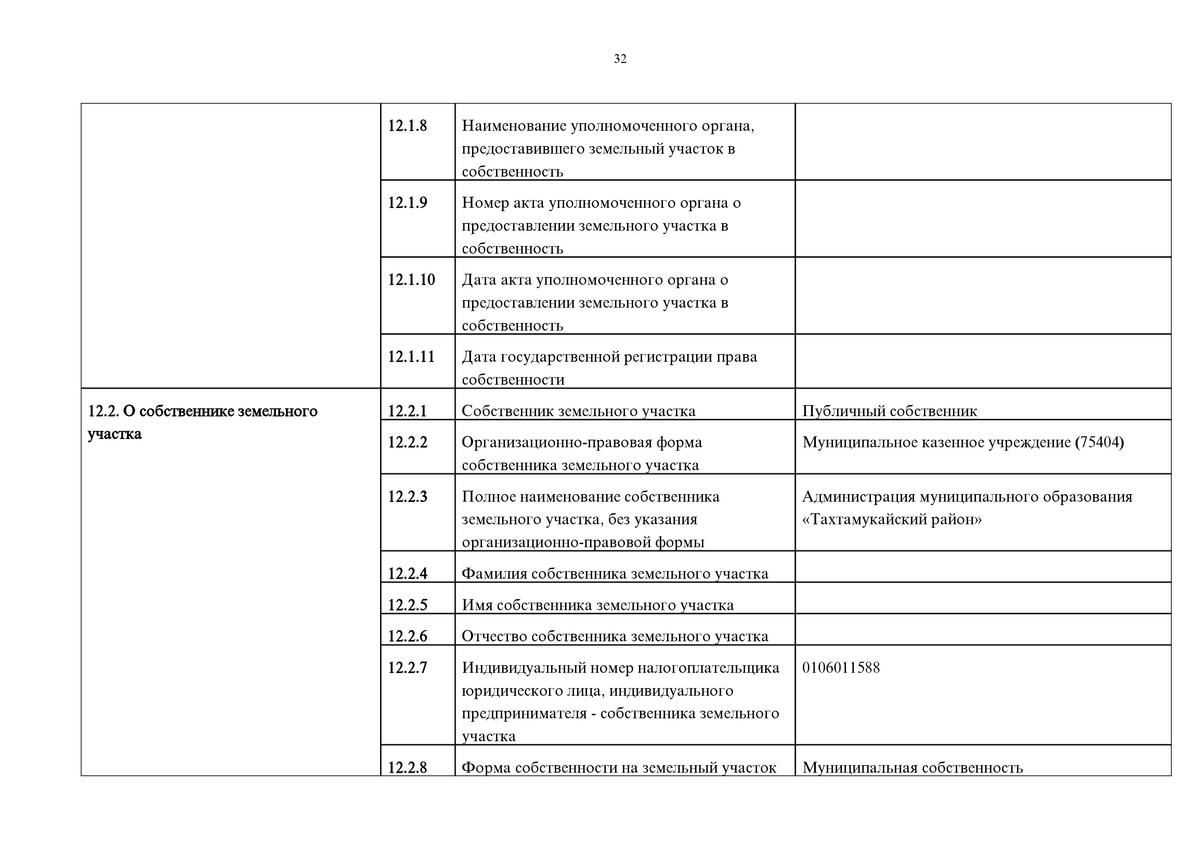 32
12.1.8
Наименование уполномоченного органа,
предоставившего земельный участок в
собственность
12.1.9
Номер акта уполномоченного органа о
предоставлении земельного участка в
собственность
12.1.10
Дата акта уполномоченного органа о
предоставлении земельного участка в
собственность
12.1.11
Дата государственной регистрации права
собственности
12.2. О собственнике земельного
участка
12.2.1
Собственник земельного участка
Публичный собственник
12.2.2
Организационно-правовая форма
собственника земельного участка
Муниципальное казенное учреждение (75404)
12.2.3
Полное наименование собственника
земельного участка, без указания
организационно-правовой формы
Администрация муниципального образования
«Тахтамукайский район»
12.2.4
Фамилия собственника земельного участка
12.2.5
Имя собственника земельного участка
12.2.6
Отчество собственника земельного участка
12.2.7
Индивидуальный номер налогоплательщика
юридического лица, индивидуального
предпринимателя - собственника земельного
участка
0106011588
12.2.8
Форма собственности на земельный участок
Муниципальная собственность